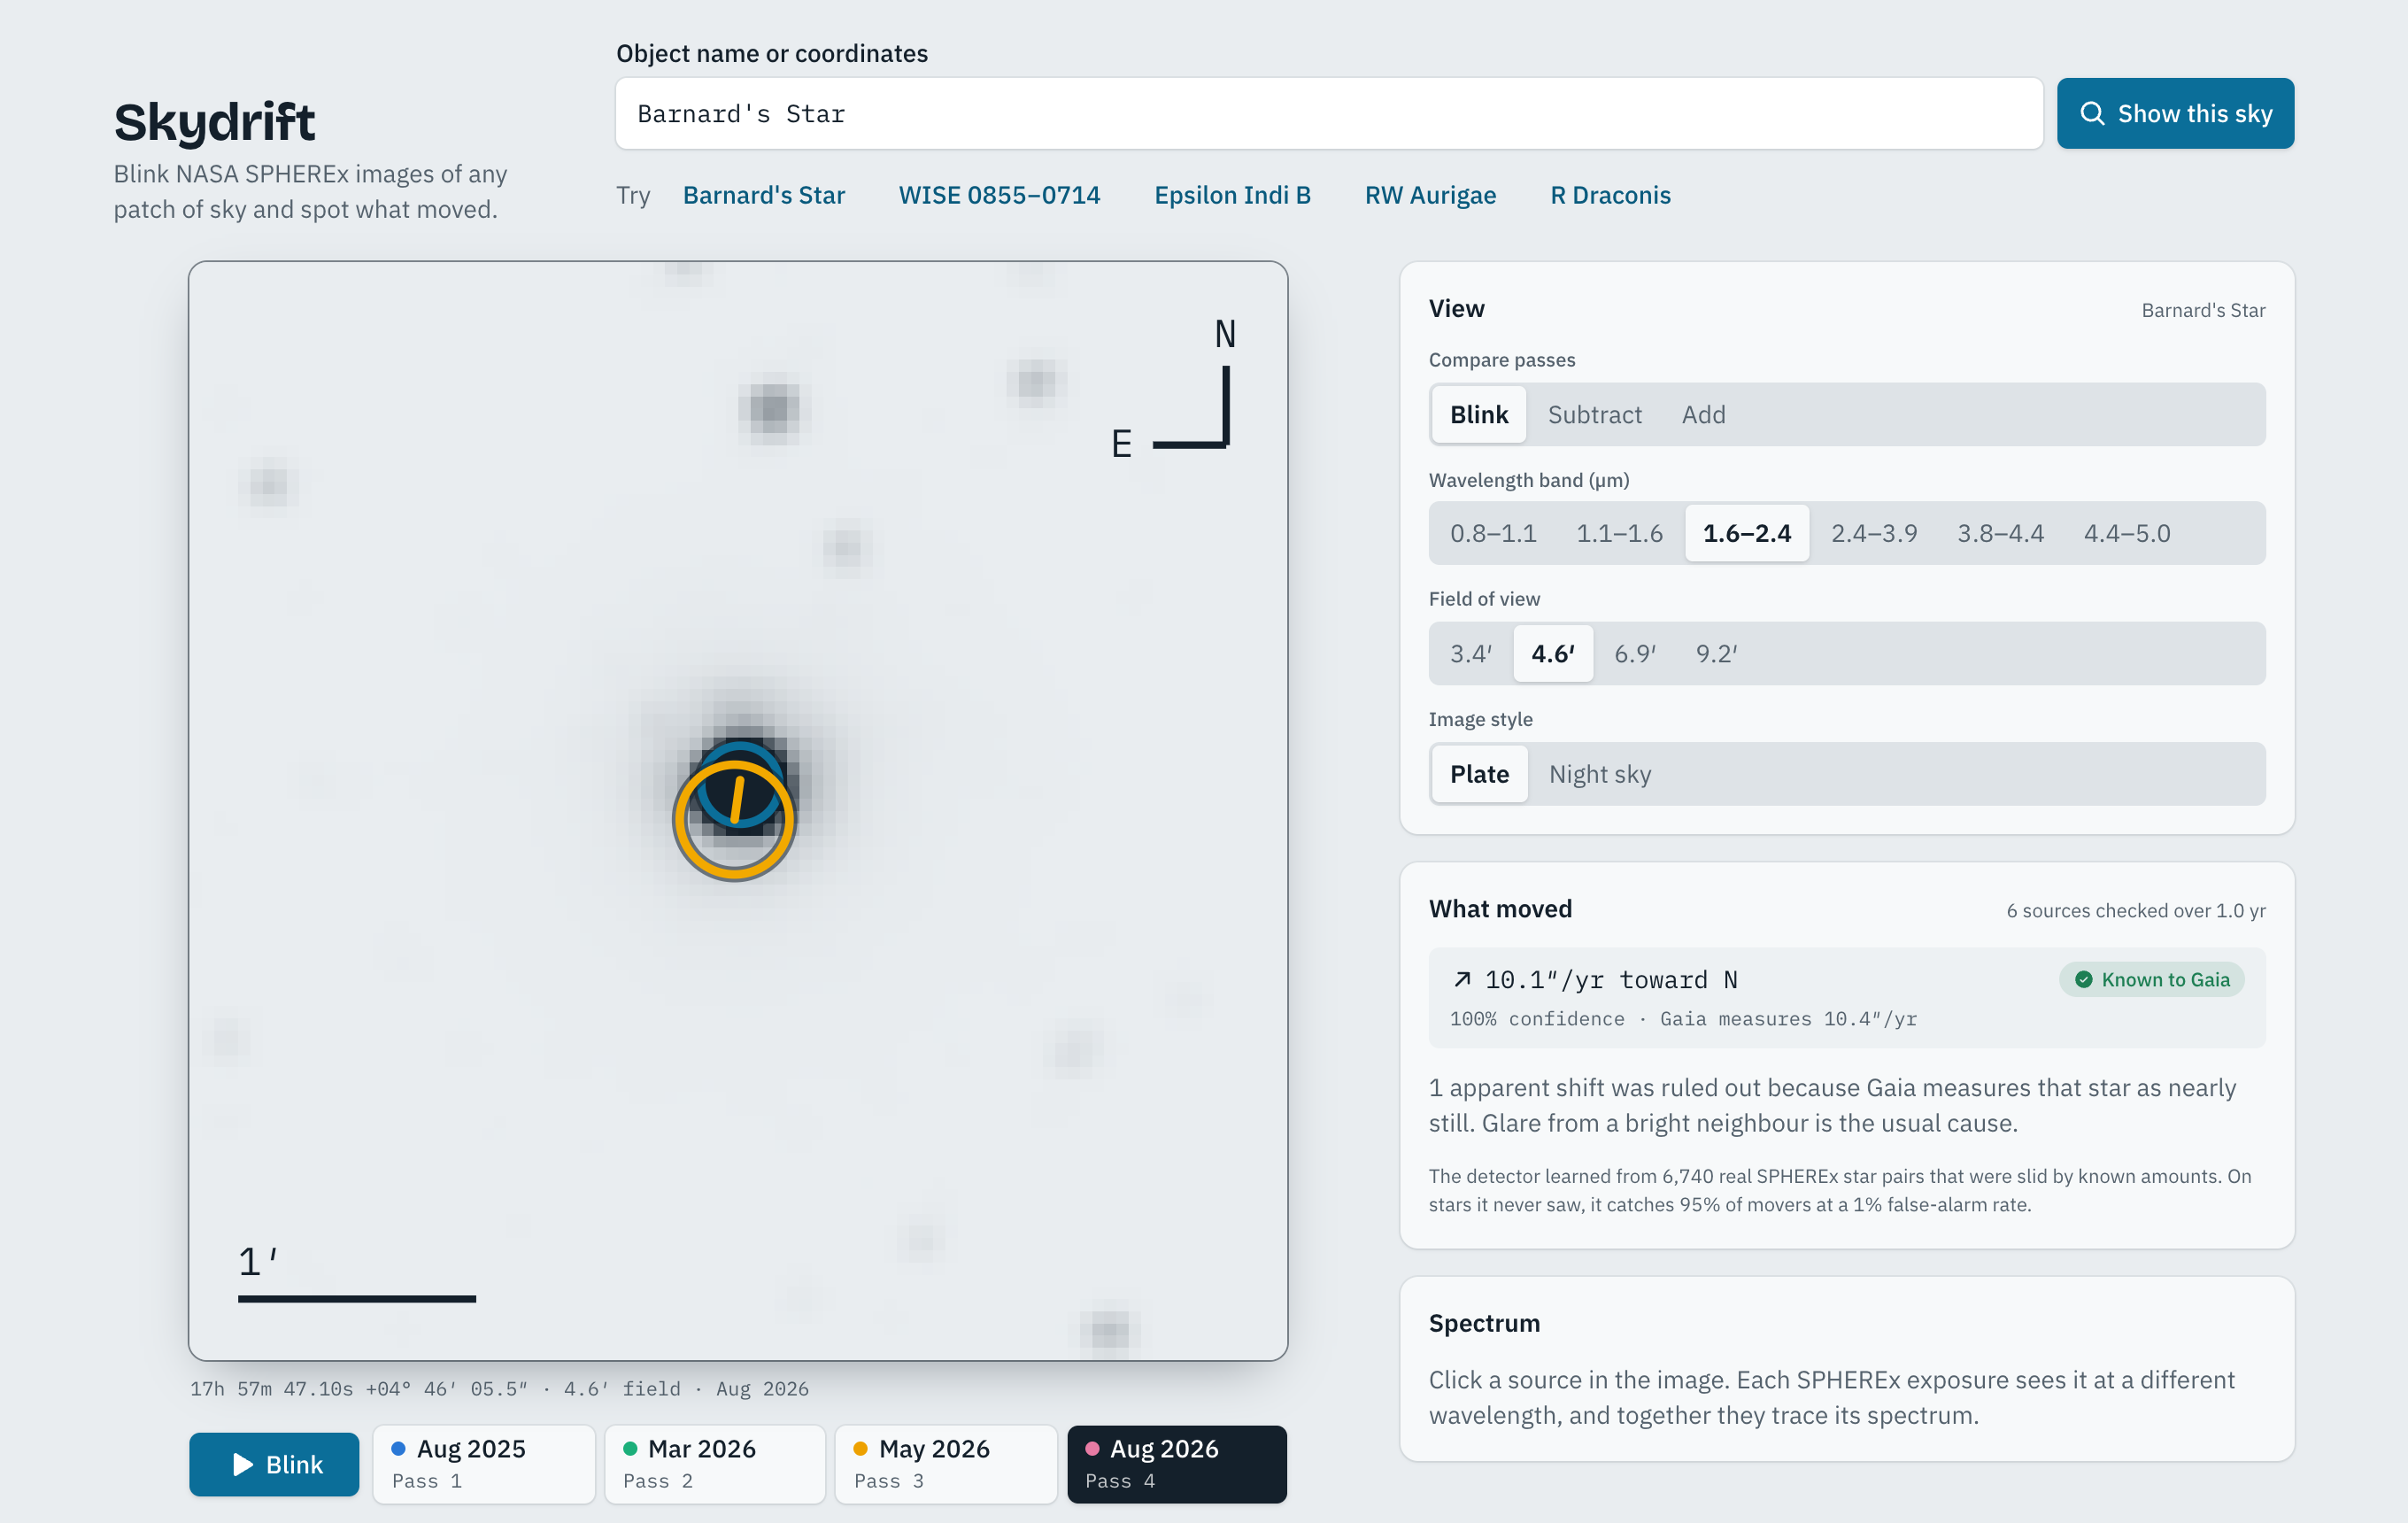 Skydrift
Blink NASA SPHEREx images of any
patch of sky and spot what moved.
Object name or coordinates
Barnard's Star
Show this sky
Try Barnard's Star WISE 0855–0714 Epsilon Indi B RW Aurigae R Draconis
N
E
1′
17h 57m 47.10s +04° 46′ 05.5″ · 4.6′ field · Aug 2026
Blink
Aug 2025
Pass 1
Mar 2026
Pass 2
May 2026
Pass 3
Aug 2026
Pass 4
View
Barnard's Star
Compare passes
Blink Subtract Add
Wavelength band (µm)
0.8–1.1 1.1–1.6 1.6–2.4 2.4–3.9 3.8–4.4 4.4–5.0
Field of view
3.4′ 4.6′ 6.9′ 9.2′
Image style
Plate Night sky
What moved
6 sources checked over 1.0 yr
10.1″/yr toward N
Known to Gaia
100% confidence · Gaia measures 10.4″/yr
1 apparent shift was ruled out because Gaia measures that star as nearly
still. Glare from a bright neighbour is the usual cause.
The detector learned from 6,740 real SPHEREx star pairs that were slid by known amounts. On
stars it never saw, it catches 95% of movers at a 1% false-alarm rate.
Spectrum
Click a source in the image. Each SPHEREx exposure sees it at a different
wavelength, and together they trace its spectrum.